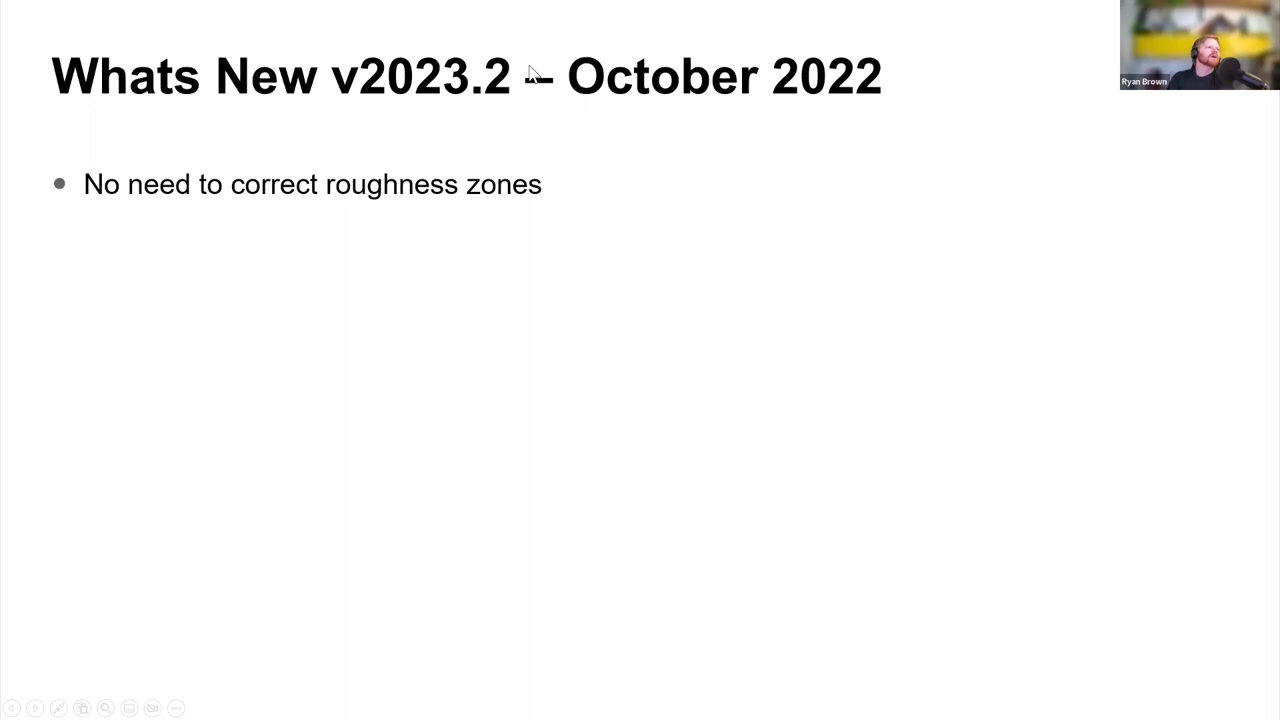 Whats New v2023.2 – October 2022
Ryan Brown
• No need to correct roughness zones